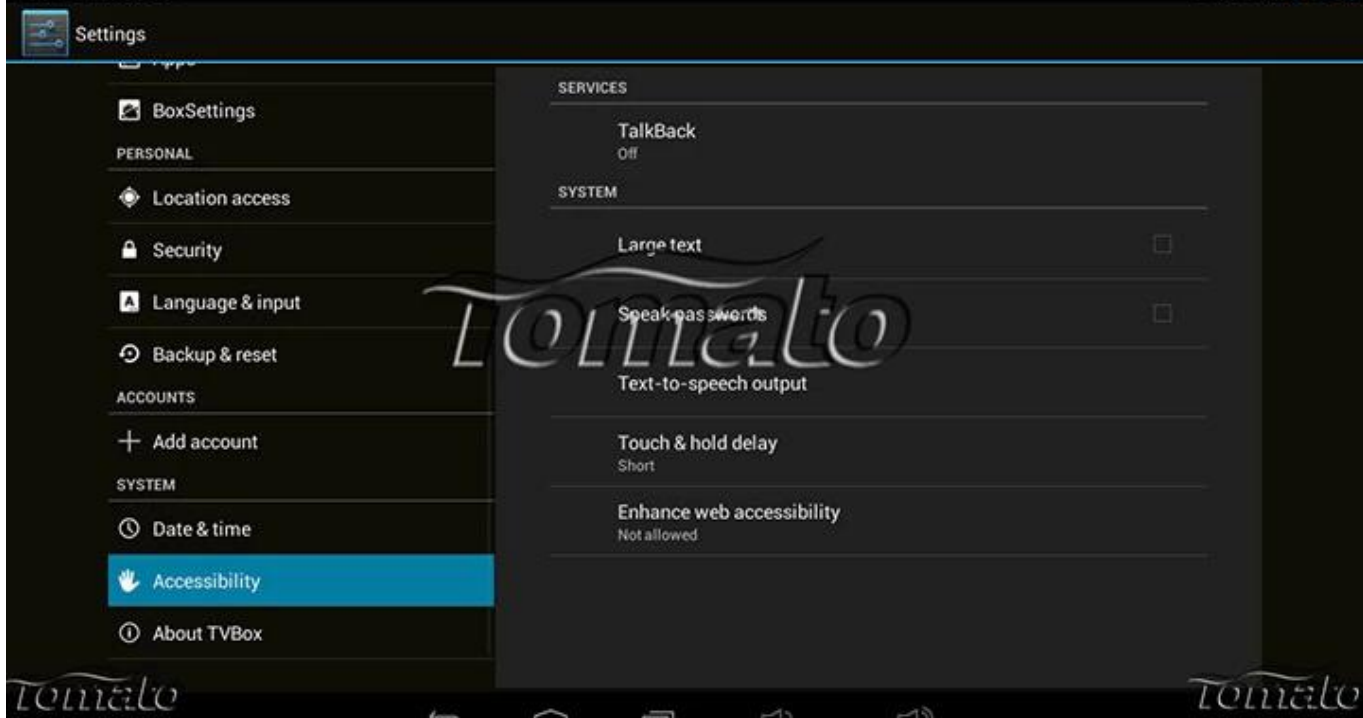 Settings
Apps
BoxSettings
PERSONAL
Location access
Security
Language & input
Backup & reset
ACCOUNTS
Add account
SYSTEM
Date & time
Accessibility
About TVBox
SERVICES
TalkBack
Off
SYSTEM
Large text
Speak passwords
Text-to-speech output
Touch & hold delay
Short
Enhance web accessibility
Not allowed
Tomato
Tomato
Tomato